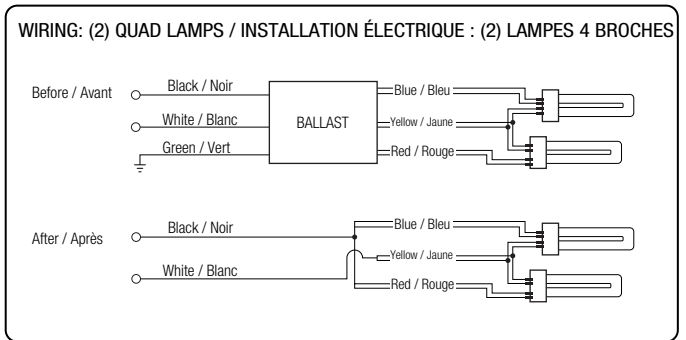 WIRING: (2) QUAD LAMPS / INSTALLATION ÉLECTRIQUE : (2) LAMPES 4 BROCHES
Before / Avant
Black / Noir
White / Blanc
Green / Vert
BALLAST
Blue / Bleu
Yellow / Jaune
Red / Rouge
After / Après
Black / Noir
White / Blanc
Blue / Bleu
Yellow / Jaune
Red / Rouge